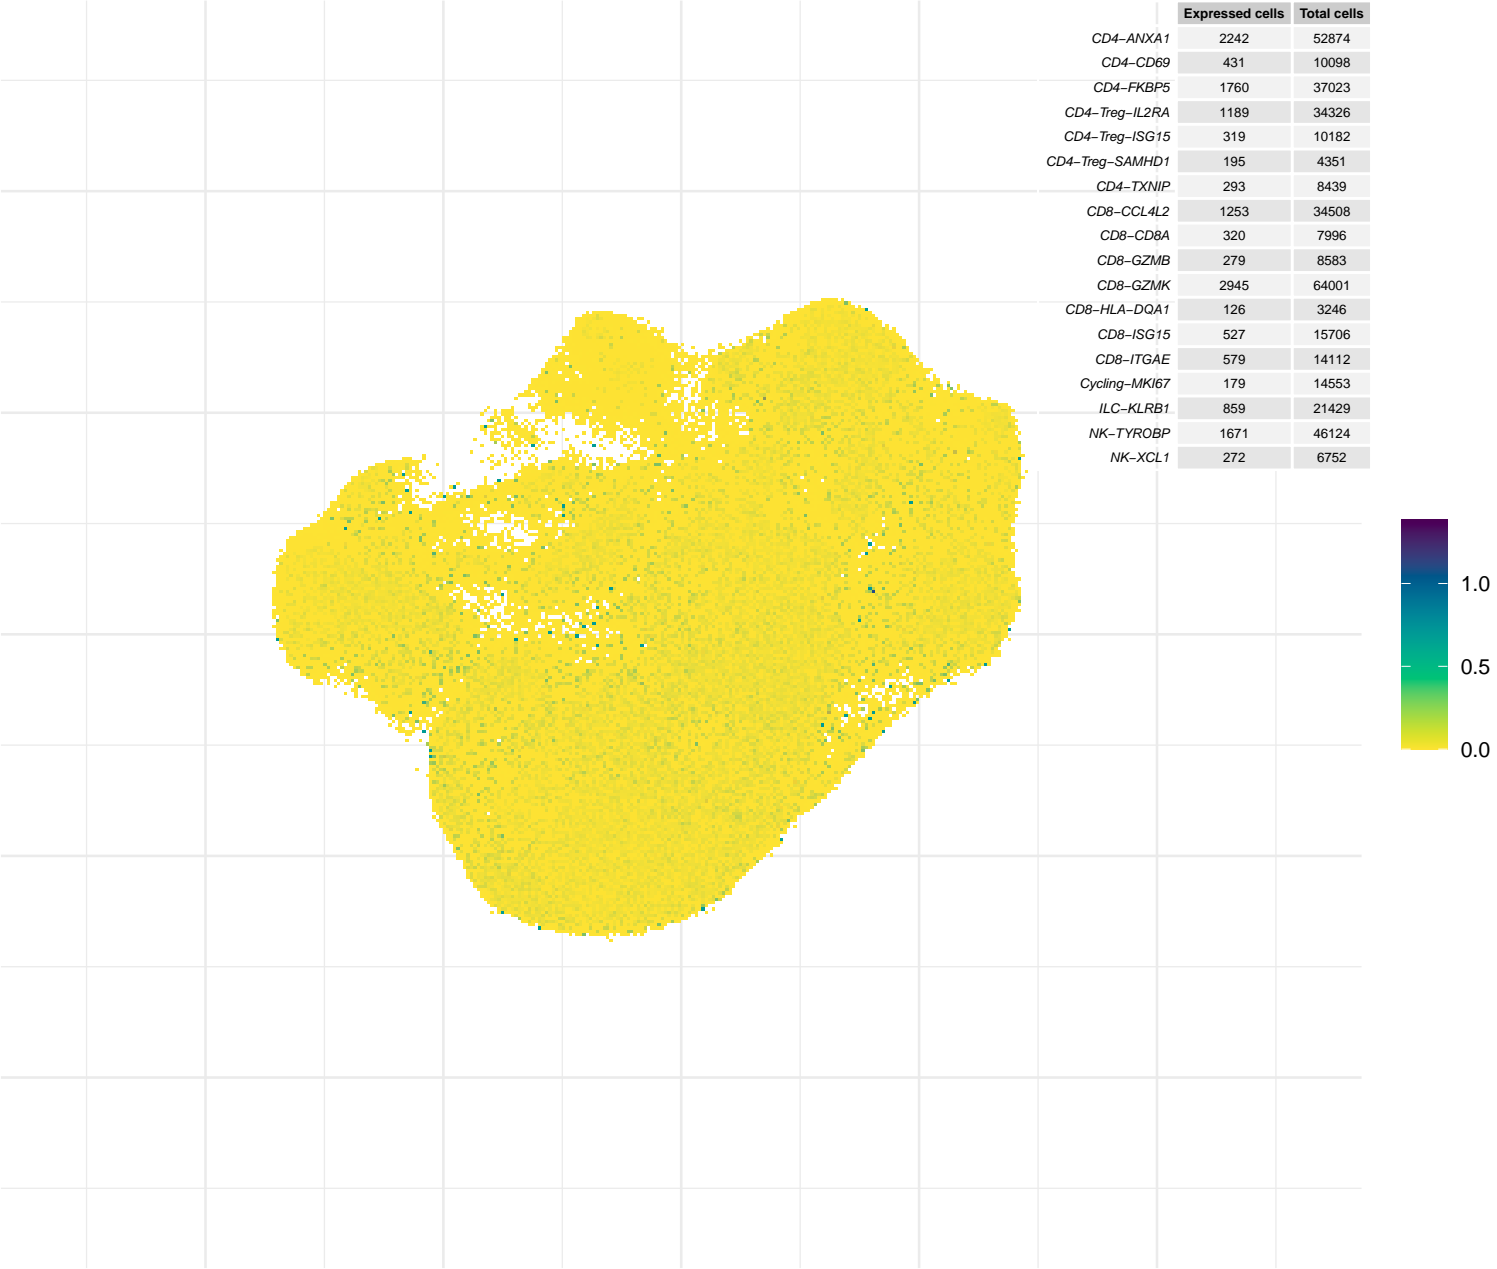 Expressed cells Total cells
CD4−ANXA1 2242 52874
CD4−CD69 431 10098
CD4−FKBP5 1760 37023
CD4−Treg−IL2RA 1189 34326
CD4−Treg−ISG15 319 10182
CD4−Treg−SAMHD1 195 4351
CD4−TXNIP 293 8439
CD8−CCL4L2 1253 34508
CD8−CD8A 320 7996
CD8−GZMB 279 8583
CD8−GZMK 2945 64001
CD8−HLA−DQA1 126 3246
CD8−ISG15 527 15706
CD8−ITGAE 579 14112
Cycling−MKI67 179 14553
ILC−KLRB1 859 21429
NK−TYROBP 1671 46124
NK−XCL1 272 6752
1.0
0.5
0.0